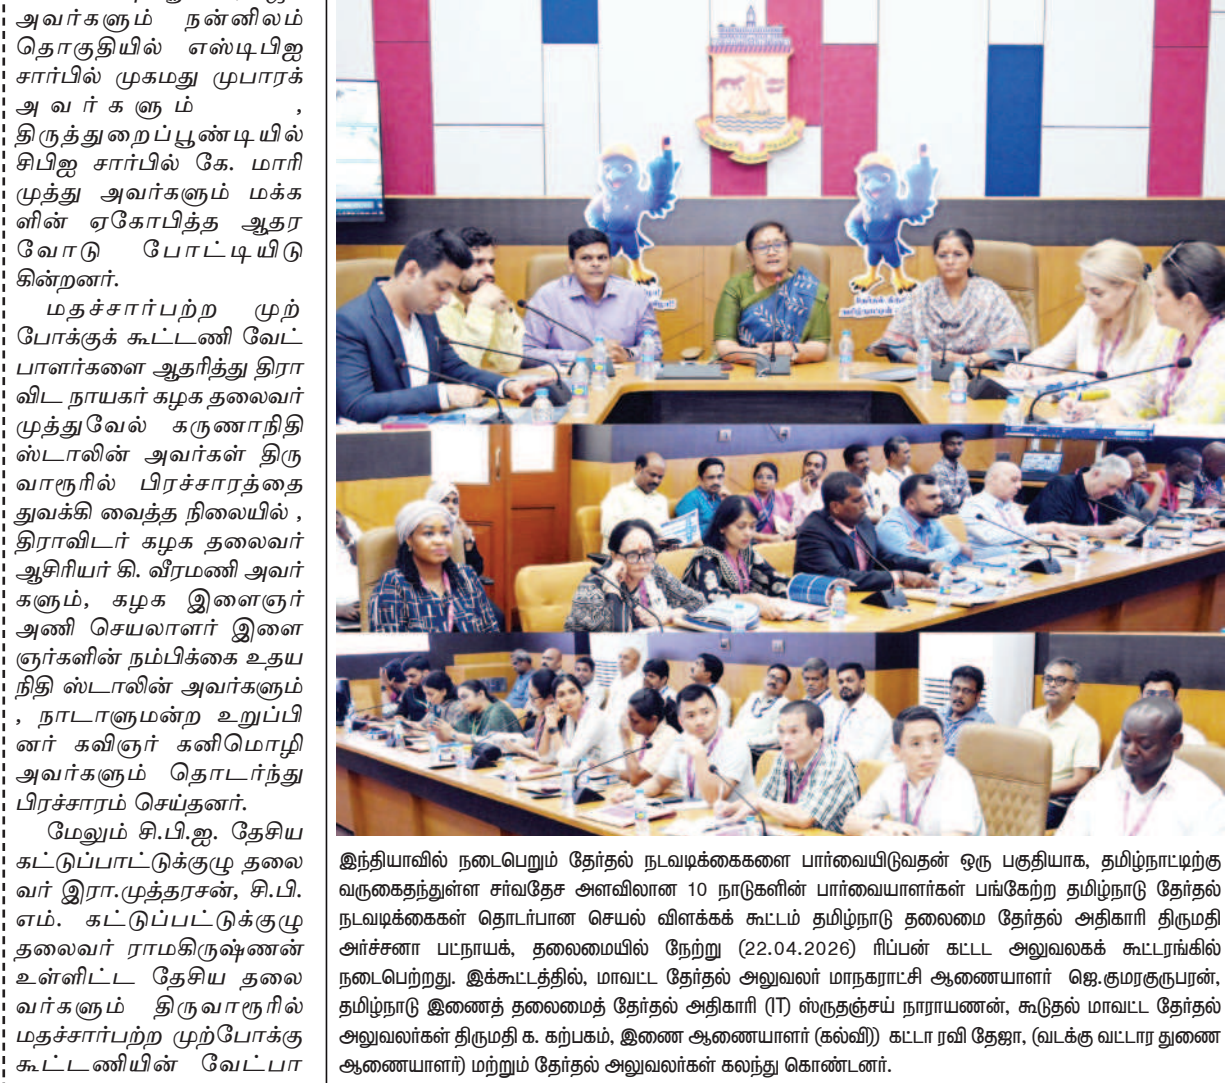 அவர்களும் நன்னிலம்
தொகுதியில் எஸ்டிபிஐ
சார்பில் முகமது முபாரக்
அவர்களும் ,
திருத்துறைப்பூண்டியில்
சிபிஐ சார்பில் கே. மாரி
முத்து அவர்களும் மக்க
ளின் ஏகோபித்த ஆதர
வோடு போட்டியிடு
கின்றனர்.
மதச்சார்பற்ற முற்
போக்குக் கூட்டணி வேட்
பாளர்களை ஆதரித்து திரா
விட நாயகர் கழக தலைவர்
முத்துவேல் கருணாநிதி
ஸ்டாலின் அவர்கள் திரு
வாரூரில் பிரச்சாரத்தை
துவக்கி வைத்த நிலையில் ,
திராவிடர் கழக தலைவர்
ஆசிரியர் கி. வீரமணி அவர்
களும், கழக இளைஞர்
அணி செயலாளர் இளை
ஞர்களின் நம்பிக்கை உதய
நிதி ஸ்டாலின் அவர்களும்
, நாடாளுமன்ற உறுப்பி
னர் கவிஞர் கனிமொழி
அவர்களும் தொடர்ந்து
பிரச்சாரம் செய்தனர்.
மேலும் சி.பி.ஐ. தேசிய
கட்டுப்பாட்டுக்குழு தலை
வர் இரா.முத்தரசன், சி.பி.
எம். கட்டுப்பட்டுக்குழு
தலைவர் ராமகிருஷ்ணன்
உள்ளிட்ட தேசிய தலை
வர்களும் திருவாரூரில்
மதச்சார்பற்ற முற்போக்கு
கூட்டணியின் வேட்பா
இந்தியாவில் நடைபெறும் தேர்தல் நடவடிக்கைகளை பார்வையிடுவதன் ஒரு பகுதியாக, தமிழ்நாட்டிற்கு
வருகைதந்துள்ள சர்வதேச அளவிலான 10 நாடுகளின் பார்வையாளர்கள் பங்கேற்ற தமிழ்நாடு தேர்தல்
நடவடிக்கைகள் தொடர்பான செயல் விளக்கக் கூட்டம் தமிழ்நாடு தலைமை தேர்தல் அதிகாரி திருமதி
அர்ச்சனா பட்நாயக், தலைமையில் நேற்று (22.04.2026) ரிப்பன் கட்டட அலுவலகக் கூட்டரங்கில்
நடைபெற்றது. இக்கூட்டத்தில், மாவட்ட தேர்தல் அலுவலர் மாநகராட்சி ஆணையாளர் ஜெ.குமரகுருபரன்,
தமிழ்நாடு இணைத் தலைமைத் தேர்தல் அதிகாரி (IT) ஸ்ருதஞ்சய் நாராயணன், கூடுதல் மாவட்ட தேர்தல்
அலுவலர்கள் திருமதி க. கற்பகம், இணை ஆணையாளர் (கல்வி)) கட்டா ரவி தேஜா, (வடக்கு வட்டார துணை
ஆணையாளர்) மற்றும் தேர்தல் அலுவலர்கள் கலந்து கொண்டனர்.